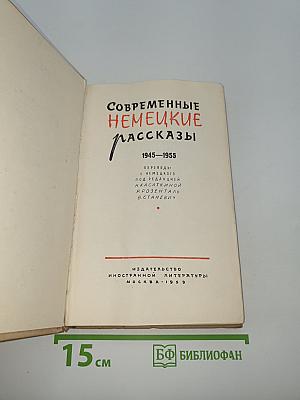 СОВРЕМЕННЫЕ
НЕМЕЦКИЕ
РАССКАЗЫ
1945—1955
ПЕРЕВОДЫ
С НЕМЕЦКОГО
ПОД РЕДАКЦИЕЙ
Н.КАСАТКИНОЙ
Р.РОЗЕНТАЛЬ
В.СТАНЕВИЧ
ИЗДАТЕЛЬСТВО
ИНОСТРАННОЙ ЛИТЕРАТУРЫ
МОСКВА · 1959
15 см
БФ БИБЛИОФАН